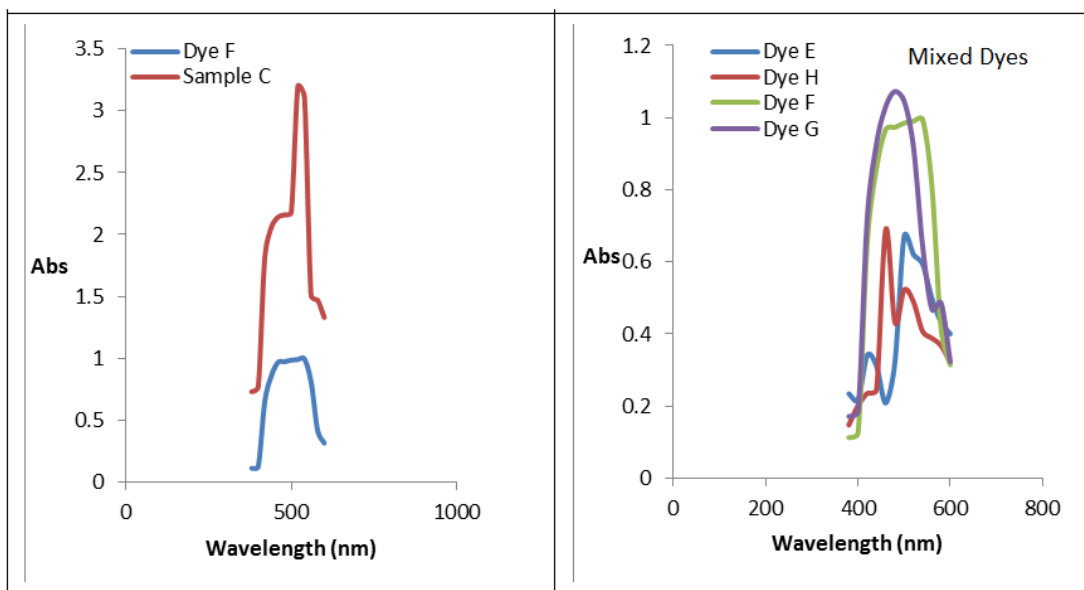 3.5
3
2.5
2
1.5
1
0.5
0
Abs
Dye F
Sample C
0 500 1000
Wavelength (nm)
1.2
1
0.8
0.6
0.4
0.2
0
Abs
Dye E
Dye H
Dye F
Dye G
Mixed Dyes
0 200 400 600 800
Wavelength (nm)